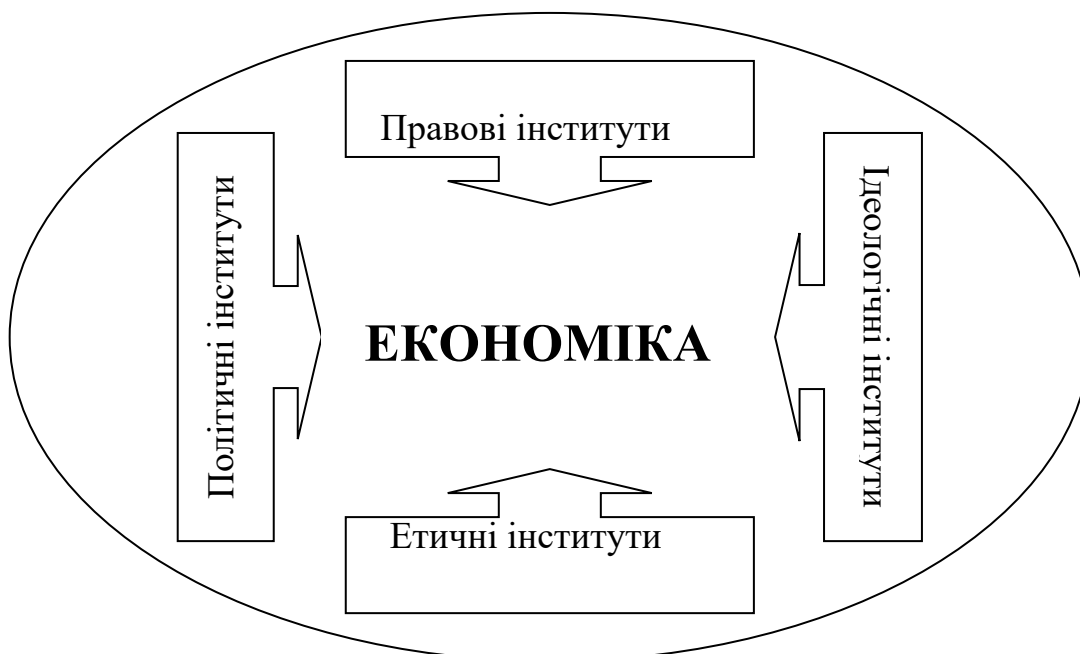 Правові інститути
Політичні інститути
ЕКОНОМІКА
Ідеологічні інститути
Етичні інститути